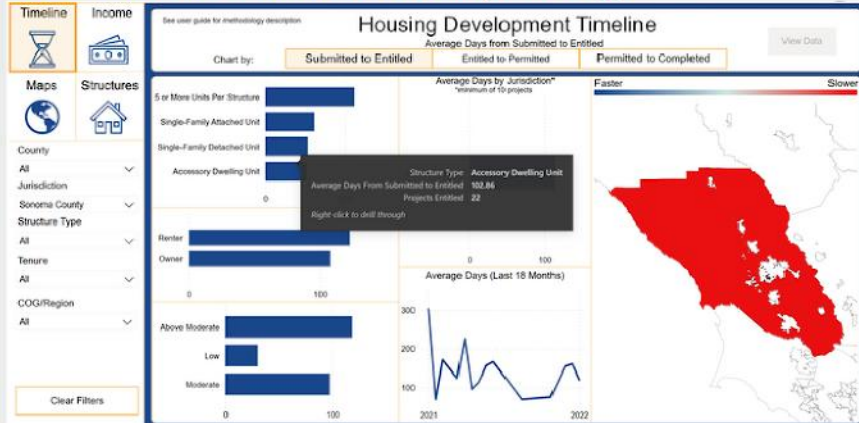 Timeline
Income
Maps
Structures
County
All
Jurisdiction
Sonoma County
Structure Type
All
Tenure
All
COG/Region
All
Clear Filters
See user guide for methodology description
Housing Development Timeline
Average Days from Submitted to Entitled
View Data
Chart by:
Submitted to Entitled
Entitled to Permitted
Permitted to Completed
5 or More Units Per Structure
Single-Family Attached Unit
Single-Family Detached Unit
Accessory Dwelling Unit
0
Structure Type Accessory Dwelling Unit
Average Days From Submitted to Entitled 102.86
Projects Entitled 22
Right-click to drill through
Renter
Owner
0
100
Above Moderate
Low
Moderate
0
100
Average Days by Jurisdiction*
*minimum of 10 projects
0
100
Average Days (Last 18 Months)
300
200
100
2021
2022
Faster
Slower